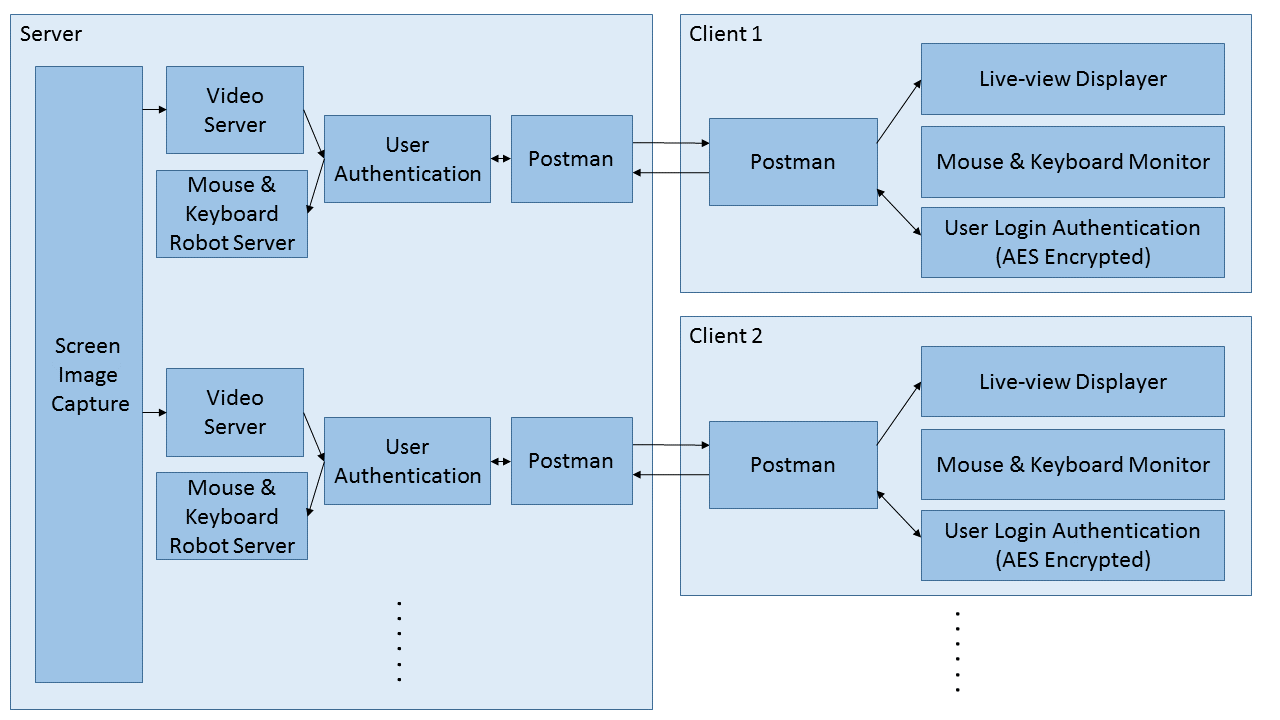 Server
Screen
Image
Capture
Video
Server
Mouse &
Keyboard
Robot Server
User
Authentication
Postman
Video
Server
Mouse &
Keyboard
Robot Server
User
Authentication
Postman
Client 1
Postman
Live-view Displayer
Mouse & Keyboard Monitor
User Login Authentication
(AES Encrypted)
Client 2
Postman
Live-view Displayer
Mouse & Keyboard Monitor
User Login Authentication
(AES Encrypted)